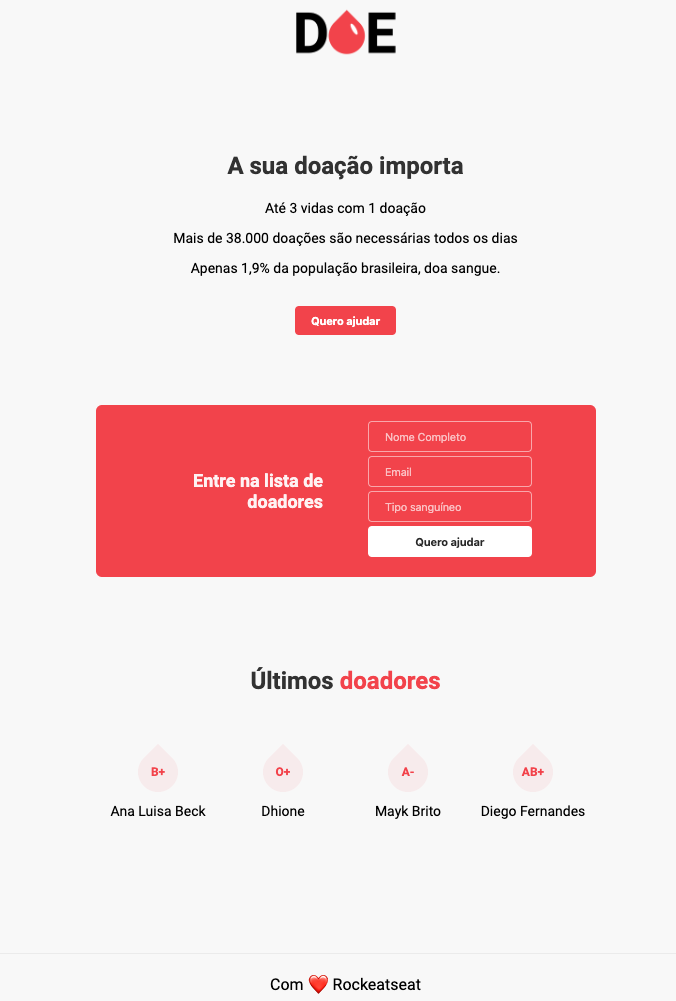 DOE
A sua doação importa
Até 3 vidas com 1 doação
Mais de 38.000 doações são necessárias todos os dias
Apenas 1,9% da população brasileira, doa sangue.
Quero ajudar
Entre na lista de
doadores
Nome Completo
Email
Tipo sanguíneo
Quero ajudar
Últimos doadores
B+
O+
A-
AB+
Ana Luisa Beck
Dhione
Mayk Brito
Diego Fernandes
Com ❤️ Rockeatseat